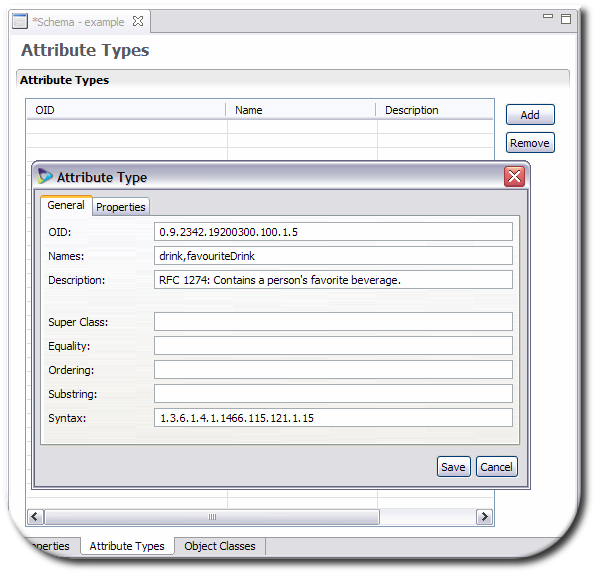 *Schema - example
Attribute Types
Attribute Types
OID Name Description
Add
Remove
Attribute Type
General Properties
OID: 0.9.2342.19200300.100.1.5
Names: drink,favouriteDrink
Description: RFC 1274: Contains a person's favorite beverage.
Super Class:
Equality:
Ordering:
Substring:
Syntax: 1.3.6.1.4.1.1466.115.121.1.15
Save Cancel
operties Attribute Types Object Classes